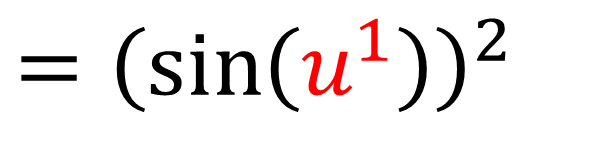 = (sin(u¹))²